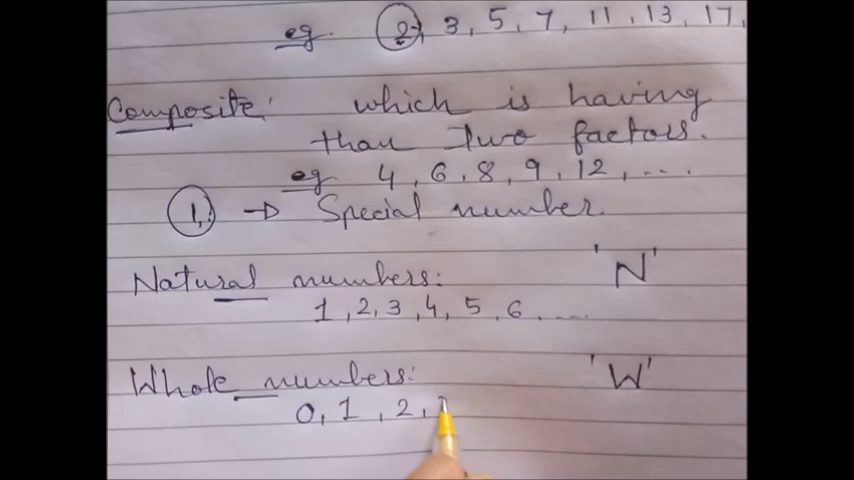 eg. 2, 3, 5, 7, 11, 13, 17,
Composite: which is having
than Two factors.
eg. 4, 6, 8, 9, 12, ....
1, → Special number.
Natural numbers: 'N'
1, 2, 3, 4, 5, 6, ....
Whole numbers: 'W'
0, 1, 2,